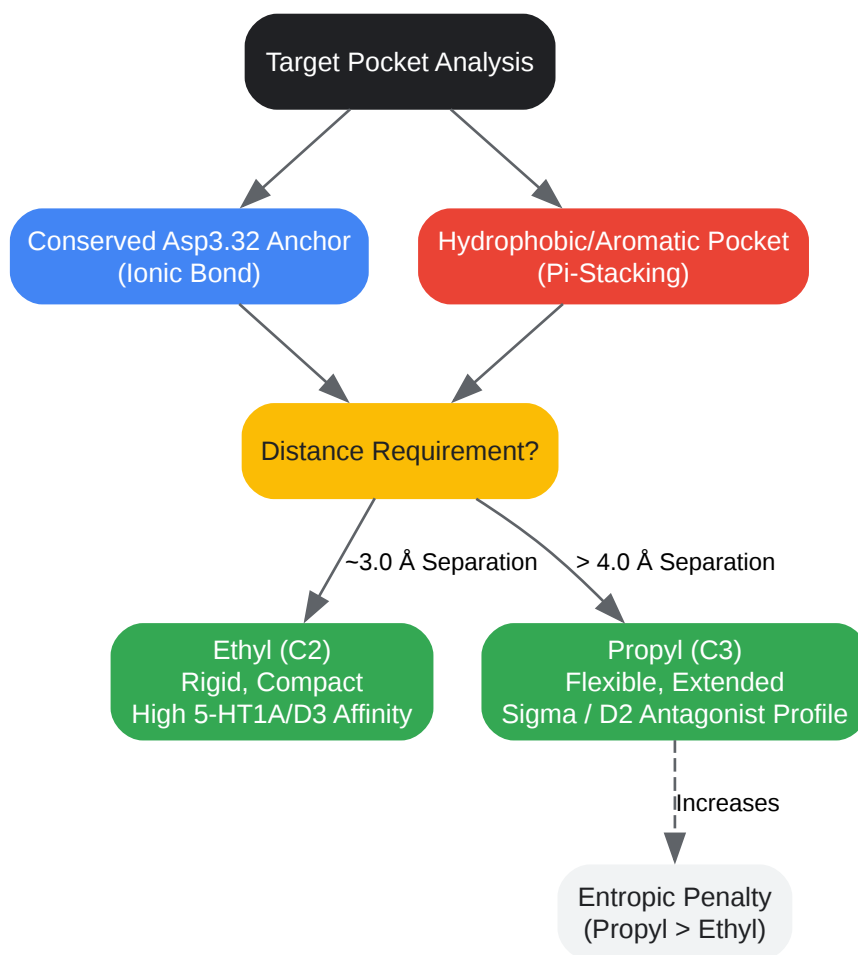 Target Pocket Analysis
Conserved Asp3.32 Anchor
(Ionic Bond)
Hydrophobic/Aromatic Pocket
(Pi-Stacking)
Distance Requirement?
~3.0 Å Separation
> 4.0 Å Separation
Ethyl (C2)
Rigid, Compact
High 5-HT1A/D3 Affinity
Propyl (C3)
Flexible, Extended
Sigma / D2 Antagonist Profile
Increases
Entropic Penalty
(Propyl > Ethyl)